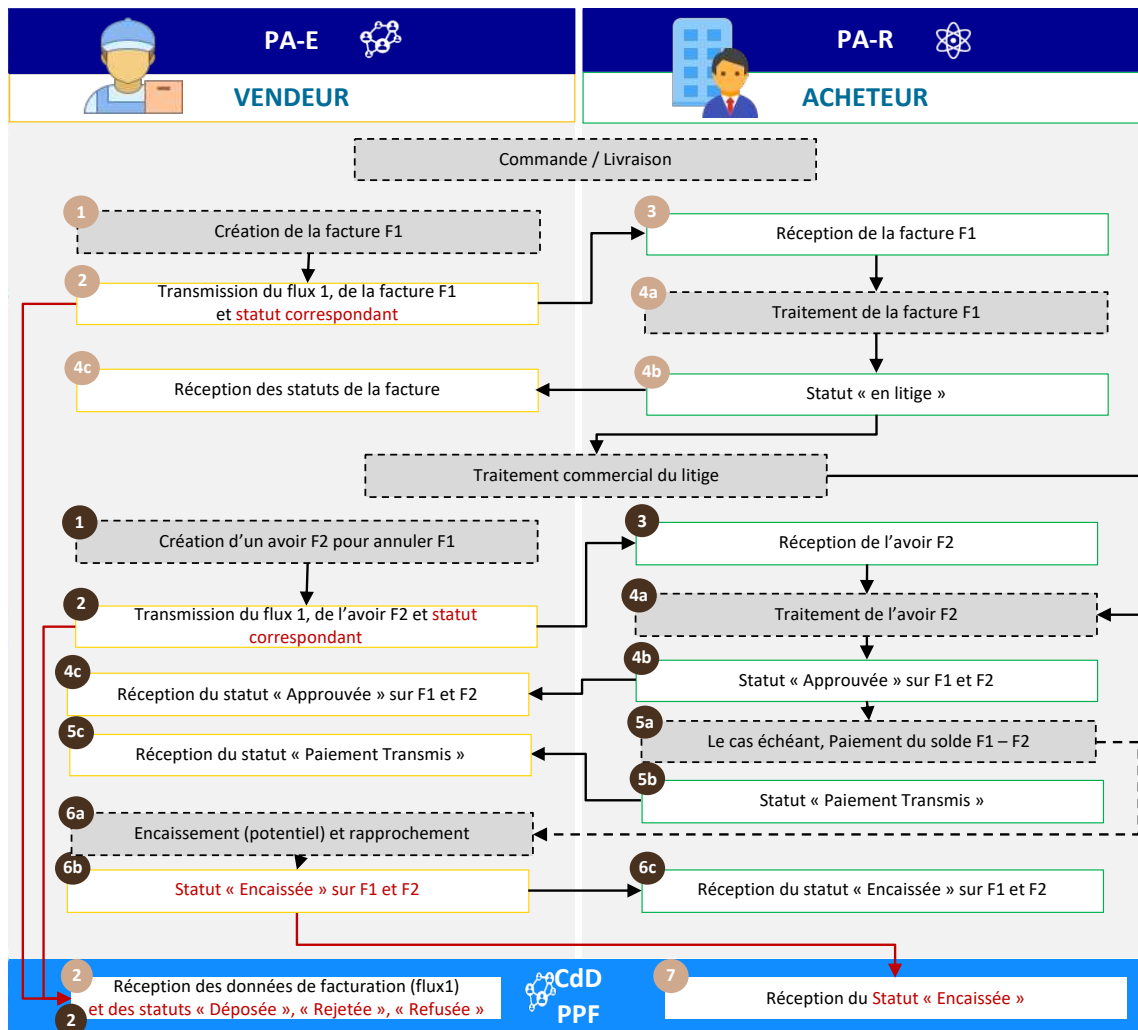 PA-E
PA-R
VENDEUR
ACHETEUR
Commande / Livraison
1
Création de la facture F1
3
Réception de la facture F1
2
Transmission du flux 1, de la facture F1
et statut correspondant
4a
Traitement de la facture F1
4c
Réception des statuts de la facture
4b
Statut « en litige »
Traitement commercial du litige
1
Création d’un avoir F2 pour annuler F1
3
Réception de l’avoir F2
2
Transmission du flux 1, de l’avoir F2 et statut
correspondant
4a
Traitement de l’avoir F2
4c
Réception du statut « Approuvée » sur F1 et F2
4b
Statut « Approuvée » sur F1 et F2
5c
Réception du statut « Paiement Transmis »
5a
Le cas échéant, Paiement du solde F1 – F2
5b
Statut « Paiement Transmis »
6a
Encaissement (potentiel) et rapprochement
6b
Statut « Encaissée » sur F1 et F2
6c
Réception du statut « Encaissée » sur F1 et F2
2
Réception des données de facturation (flux1)
et des statuts « Déposée », « Rejetée », « Refusée »
2
CdD
PPF
7
Réception du Statut « Encaissée »